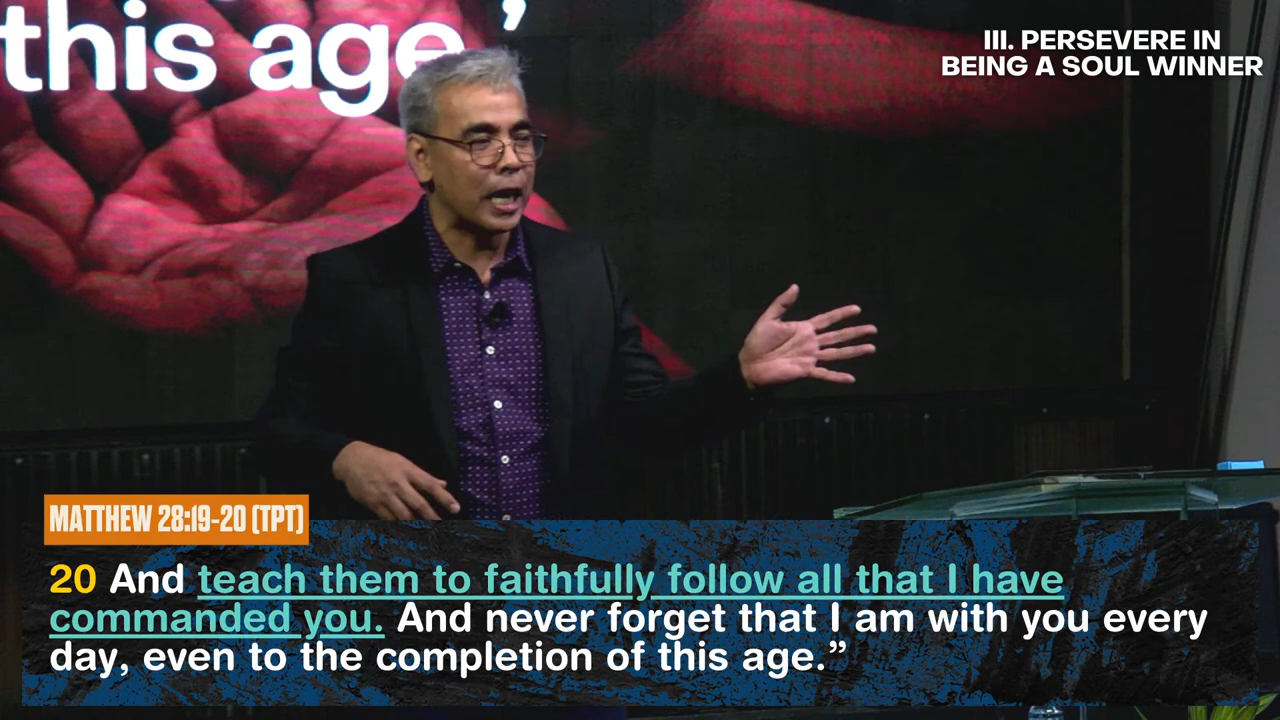 this age.’
III. PERSEVERE IN
BEING A SOUL WINNER
MATTHEW 28:19-20 (TPT)
20 And teach them to faithfully follow all that I have
commanded you. And never forget that I am with you every
day, even to the completion of this age.”